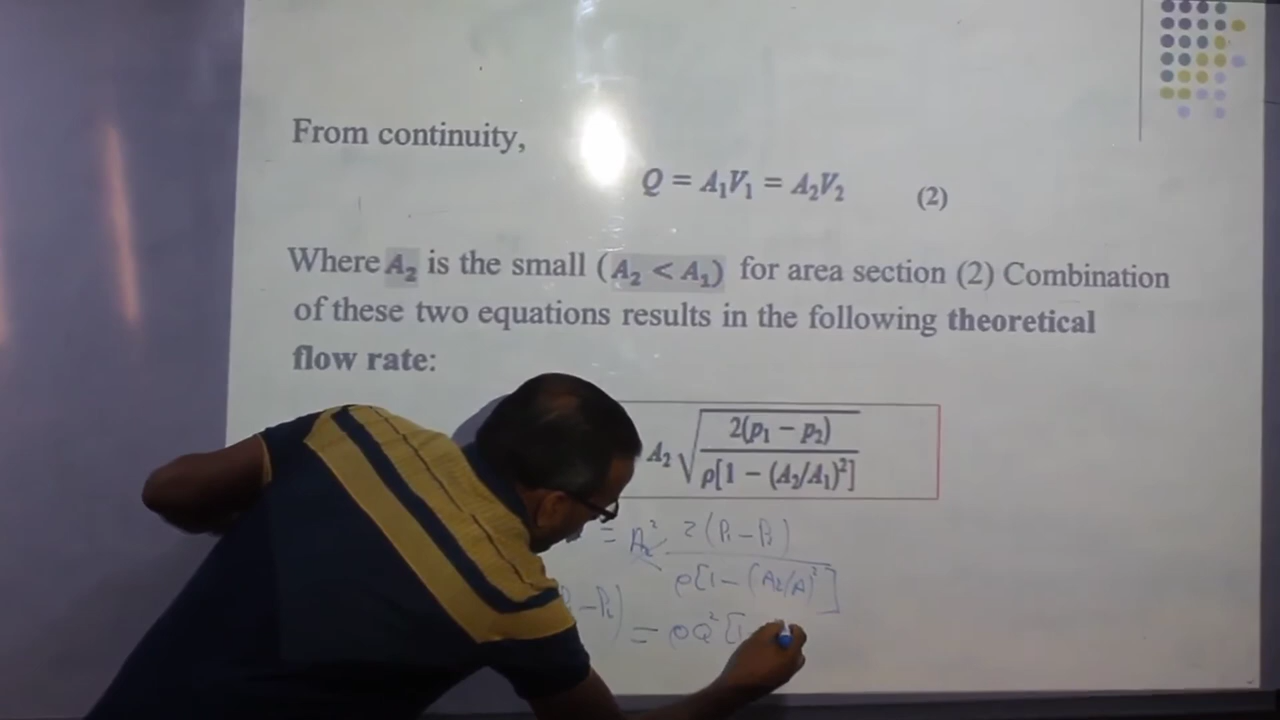 From continuity,
Q = A₁V₁ = A₂V₂ (2)
Where A₂ is the small (A₂ < A₁) for area section (2) Combination
of these two equations results in the following theoretical
flow rate:
A₂ √(2(p₁ − p₂) / ρ[1 − (A₂/A₁)²])
= A₂² 2(P₁ − P₂) / ρ[1 − (A₂/A₁)²]
− P₂) = ρQ² [1